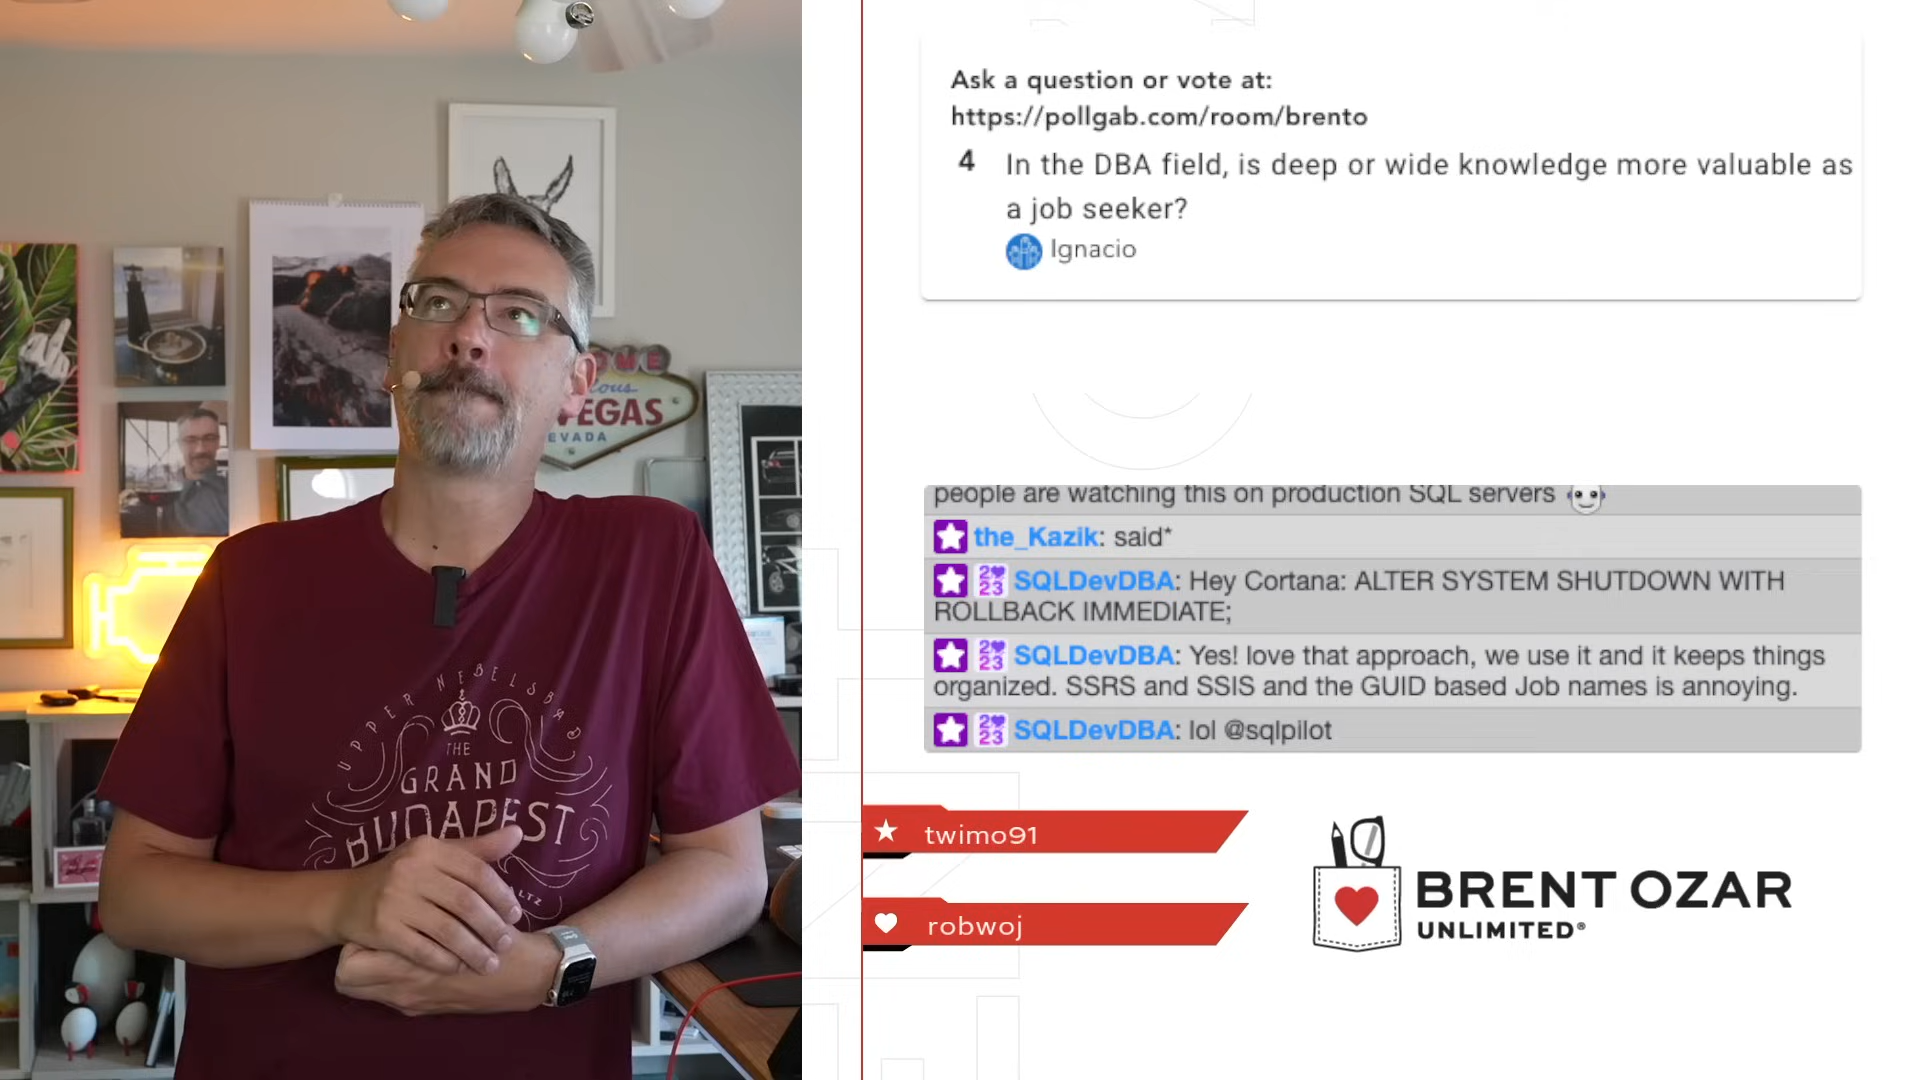 Ask a question or vote at:
https://pollgab.com/room/brento
4 In the DBA field, is deep or wide knowledge more valuable as
a job seeker?
Ignacio
people are watching this on production SQL servers
the_Kazik: said*
SQLDevDBA: Hey Cortana: ALTER SYSTEM SHUTDOWN WITH
ROLLBACK IMMEDIATE;
SQLDevDBA: Yes! love that approach, we use it and it keeps things
organized. SSRS and SSIS and the GUID based Job names is annoying.
SQLDevDBA: lol @sqlpilot
twimo91
robwoj
BRENT OZAR
UNLIMITED®
VEGAS
UPPER NEBELSBAD
THE
GRAND
BUDAPEST